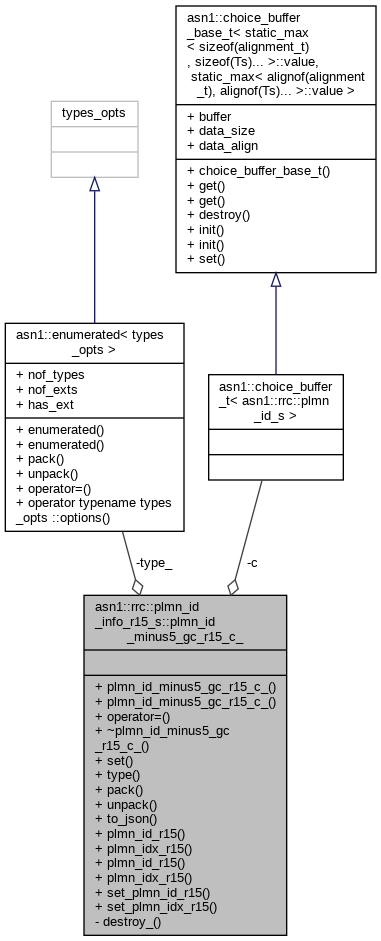 asn1::choice_buffer
_base_t< static_max
< sizeof(alignment_t)
, sizeof(Ts)... >::value,
static_max< alignof(alignment
_t), alignof(Ts)... >::value >
+ buffer
+ data_size
+ data_align
+ choice_buffer_base_t()
+ get()
+ get()
+ destroy()
+ init()
+ init()
+ set()
types_opts
asn1::enumerated< types
_opts >
+ nof_types
+ nof_exts
+ has_ext
+ enumerated()
+ enumerated()
+ pack()
+ unpack()
+ operator=()
+ operator typename types
_opts ::options()
asn1::choice_buffer
_t< asn1::rrc::plmn
_id_s >
-type_
-c
asn1::rrc::plmn_id
_info_r15_s::plmn_id
_minus5_gc_r15_c_
+ plmn_id_minus5_gc_r15_c_()
+ plmn_id_minus5_gc_r15_c_()
+ operator=()
+ ~plmn_id_minus5_gc
_r15_c_()
+ set()
+ type()
+ pack()
+ unpack()
+ to_json()
+ plmn_id_r15()
+ plmn_idx_r15()
+ plmn_id_r15()
+ plmn_idx_r15()
+ set_plmn_id_r15()
+ set_plmn_idx_r15()
- destroy_()